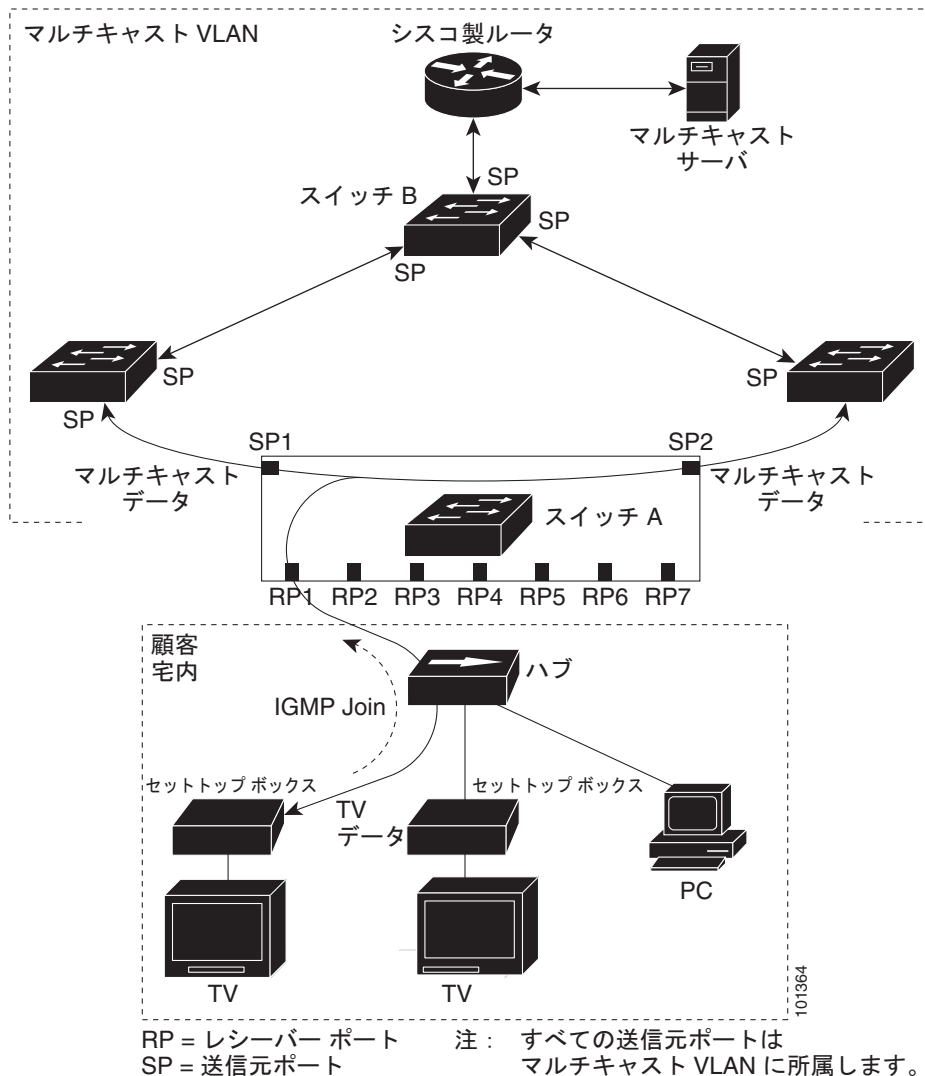 マルチキャスト VLAN
シスコ製ルータ
マルチキャスト
サーバ
SP
スイッチ B
SP
SP
SP
SP
SP
SP1
SP2
マルチキャスト
データ
マルチキャスト
データ
スイッチ A
RP1 RP2 RP3 RP4 RP5 RP6 RP7
顧客
宅内
ハブ
IGMP Join
セットトップ ボックス
セットトップ ボックス
TV
データ
PC
TV
TV
101364
RP = レシーバー ポート
SP = 送信元ポート
注 : すべての送信元ポートは
マルチキャスト VLAN に所属します。